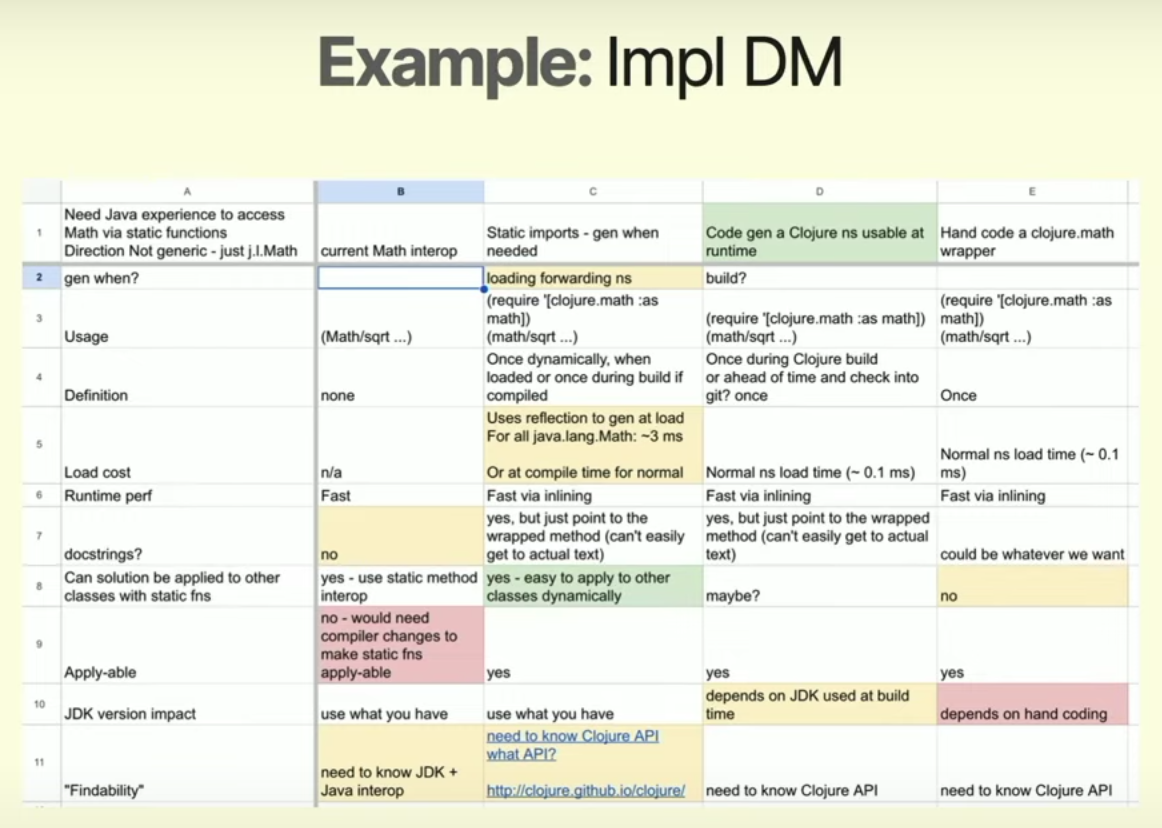 Example: Impl DM
A B C D E
1
Need Java experience to access
Math via static functions
Direction Not generic - just j.l.Math
current Math interop
Static imports - gen when
needed
Code gen a Clojure ns usable at
runtime
Hand code a clojure.math
wrapper
2
gen when?
loading forwarding ns
build?
3
Usage
(Math/sqrt ...)
(require '[clojure.math :as
math])
(math/sqrt ...)
(require '[clojure.math :as math])
(math/sqrt ...)
(require '[clojure.math :as
math])
(math/sqrt ...)
4
Definition
none
Once dynamically, when
loaded or once during build if
compiled
Once during Clojure build
or ahead of time and check into
git? once
Once
5
Load cost
n/a
Uses reflection to gen at load
For all java.lang.Math: ~3 ms
Or at compile time for normal
Normal ns load time (~ 0.1 ms)
Normal ns load time (~ 0.1
ms)
6
Runtime perf
Fast
Fast via inlining
Fast via inlining
Fast via inlining
7
docstrings?
no
yes, but just point to the
wrapped method (can't easily
get to actual text)
yes, but just point to the wrapped
method (can't easily get to actual
text)
could be whatever we want
8
Can solution be applied to other
classes with static fns
yes - use static method
interop
yes - easy to apply to other
classes dynamically
maybe?
no
9
Apply-able
no - would need
compiler changes to
make static fns
apply-able
yes
yes
yes
10
JDK version impact
use what you have
use what you have
depends on JDK used at build
time
depends on hand coding
11
"Findability"
need to know JDK +
Java interop
need to know Clojure API
what API?
http://clojure.github.io/clojure/
need to know Clojure API
need to know Clojure API